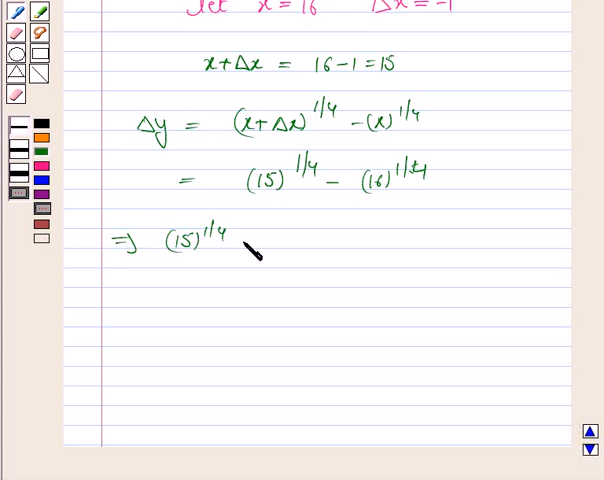 let x = 16 Δx = -1
x+Δx = 16-1 = 15
Δy = (x+Δx)^1/4 - (x)^1/4
= (15)^1/4 - (16)^1/4
⇒ (15)^1/4